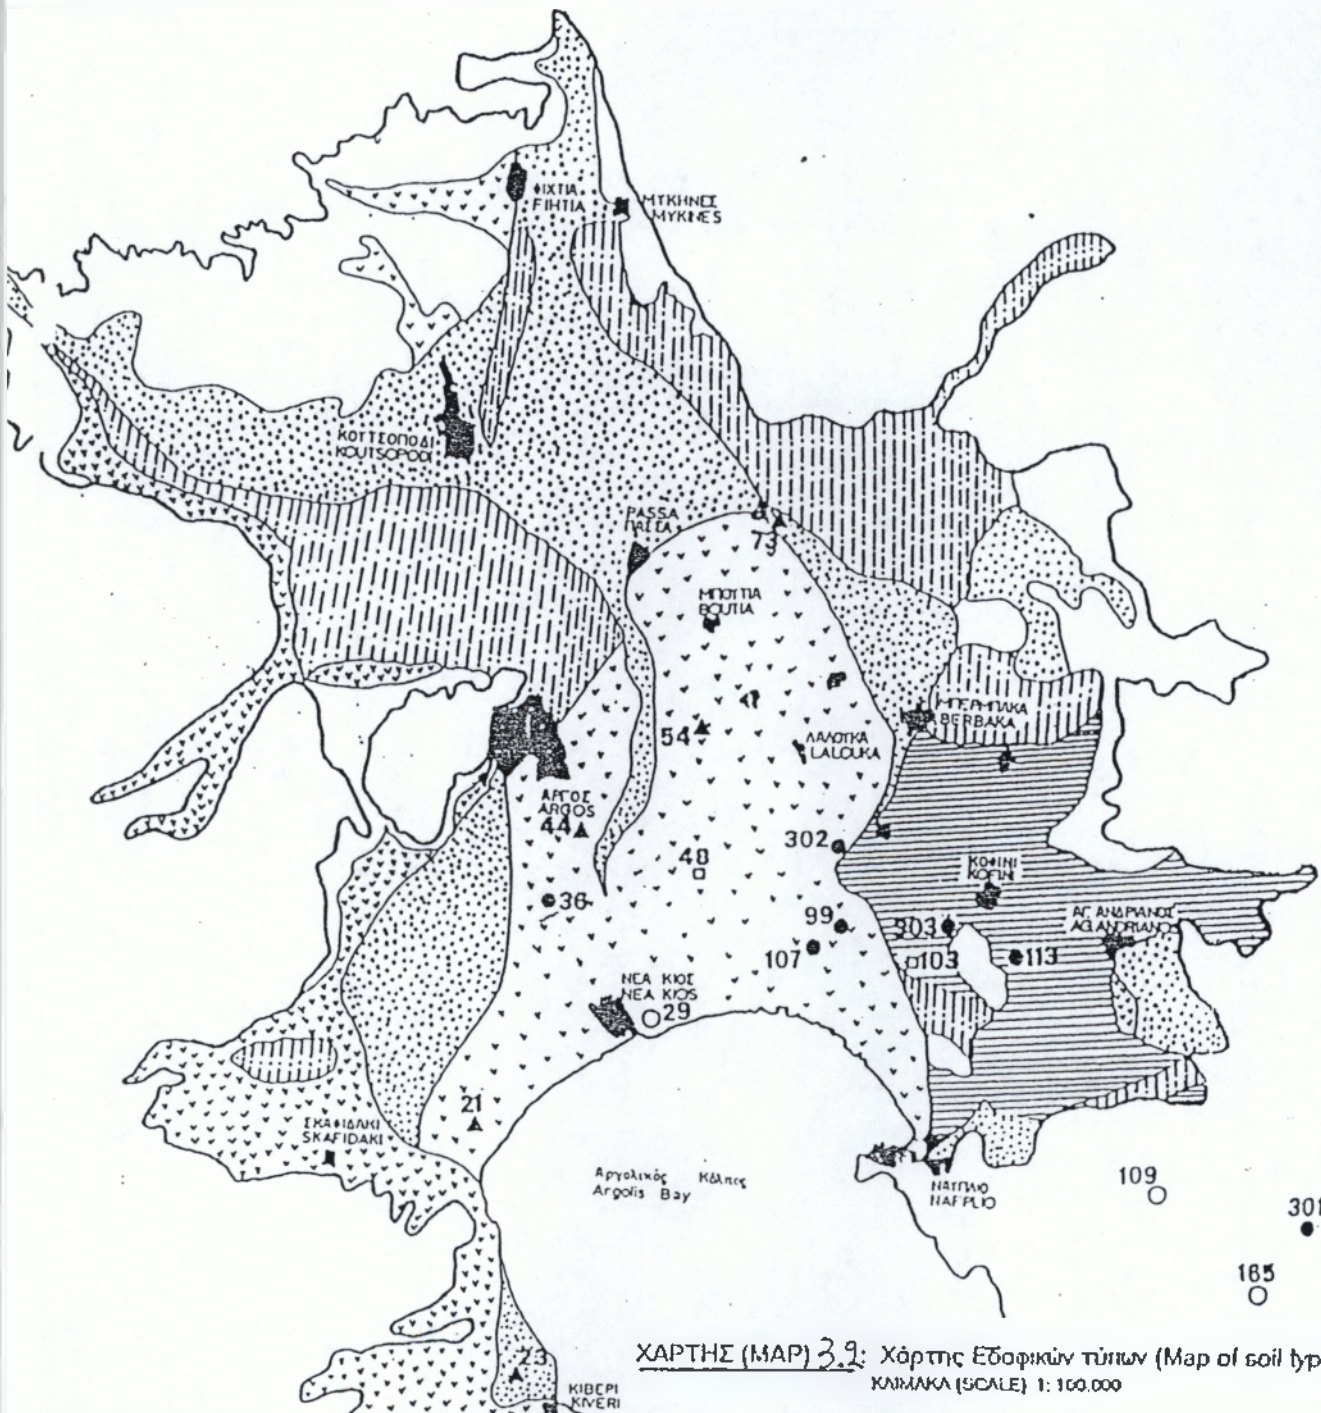 ΦΙΧΤΙΑ
FIHTIA
ΜΥΚΗΝΕΣ
MYKINES
ΚΟΥΤΣΟΠΟΔΙ
KOUTSOPODI
PASSA
ΠΑΣΣΑ
73
ΜΠΟΥΤΙΑ
BOUTIA
54
ΛΑΛΟΥΚΑ
LALOUKA
ΜΠΕΡΜΠΑΚΑ
BERBAKA
ΑΡΓΟΣ
ARGOS
44
302
48
36
ΚΟΦΙΝΙ
KOFINI
99
303
ΑΓ. ΑΝΔΡΙΑΝΟΣ
AG. ANDRIANOS
107
103
113
ΝΕΑ ΚΙΟΣ
NEA KIOS
29
21
ΣΚΑΦΙΔΑΚΙ
SKAFIDAKI
Αργολικός Κόλπος
Argolis Bay
ΝΑΥΠΛΙΟ
NAFPLIO
109
301
165
23
ΚΙΒΕΡΙ
KIVERI
ΧΑΡΤΗΣ (MAP) 3.2: Χάρτης Εδαφικών τύπων (Map of soil typ
ΚΛΙΜΑΚΑ (SCALE) 1: 100.000